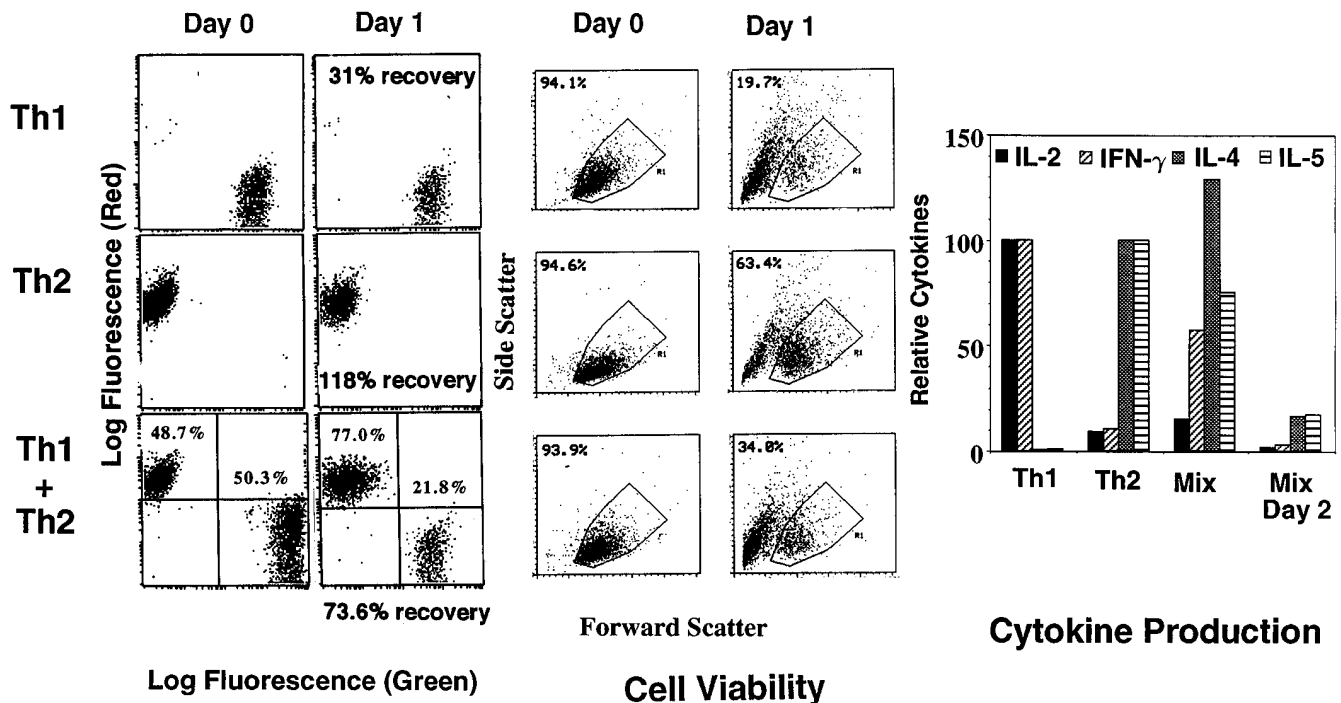 Day 0
Day 1
Day 0
Day 1
Th1
Th2
Th1
+
Th2
Log Fluorescence (Red)
31% recovery
118% recovery
48.7%
50.3%
77.0%
21.8%
73.6% recovery
Log Fluorescence (Green)
Side Scatter
94.1%
R1
19.7%
R1
94.6%
R1
63.4%
R1
93.9%
R1
34.0%
R1
Forward Scatter
Cell Viability
Relative Cytokines
150
100
50
0
IL-2 IFN-γ IL-4 IL-5
Th1 Th2 Mix Mix
Day 2
Cytokine Production